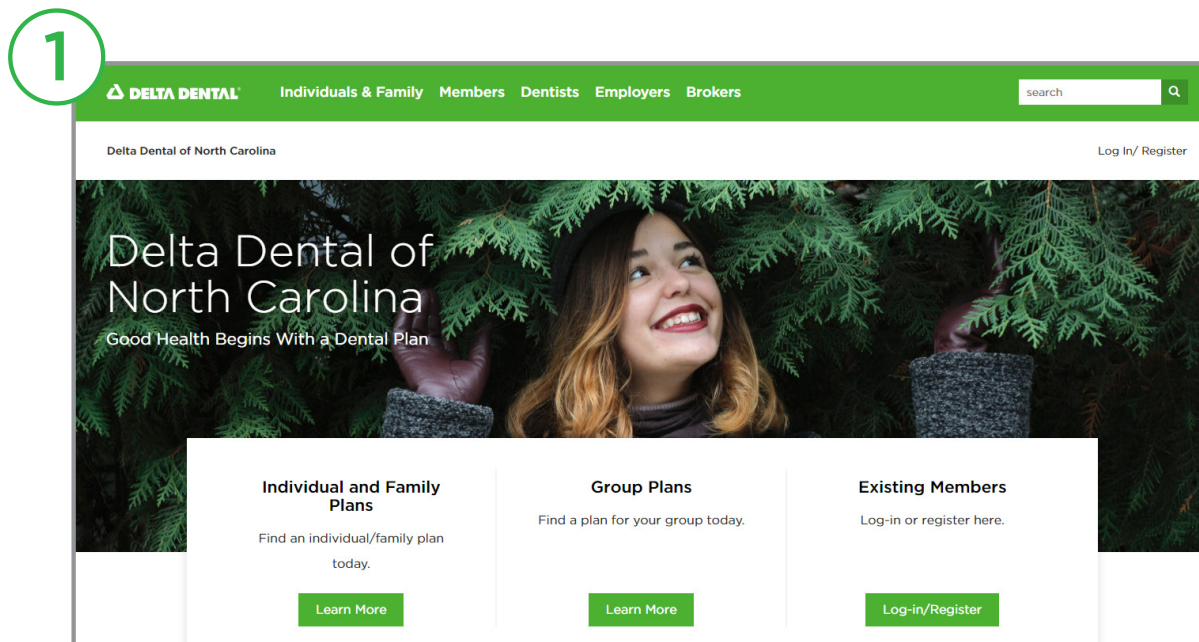 1
DELTA DENTAL®
Individuals & Family Members Dentists Employers Brokers
search
Delta Dental of North Carolina
Log In/ Register
Delta Dental of
North Carolina
Good Health Begins With a Dental Plan
Individual and Family
Plans
Find an individual/family plan
today.
Learn More
Group Plans
Find a plan for your group today.
Learn More
Existing Members
Log-in or register here.
Log-in/Register